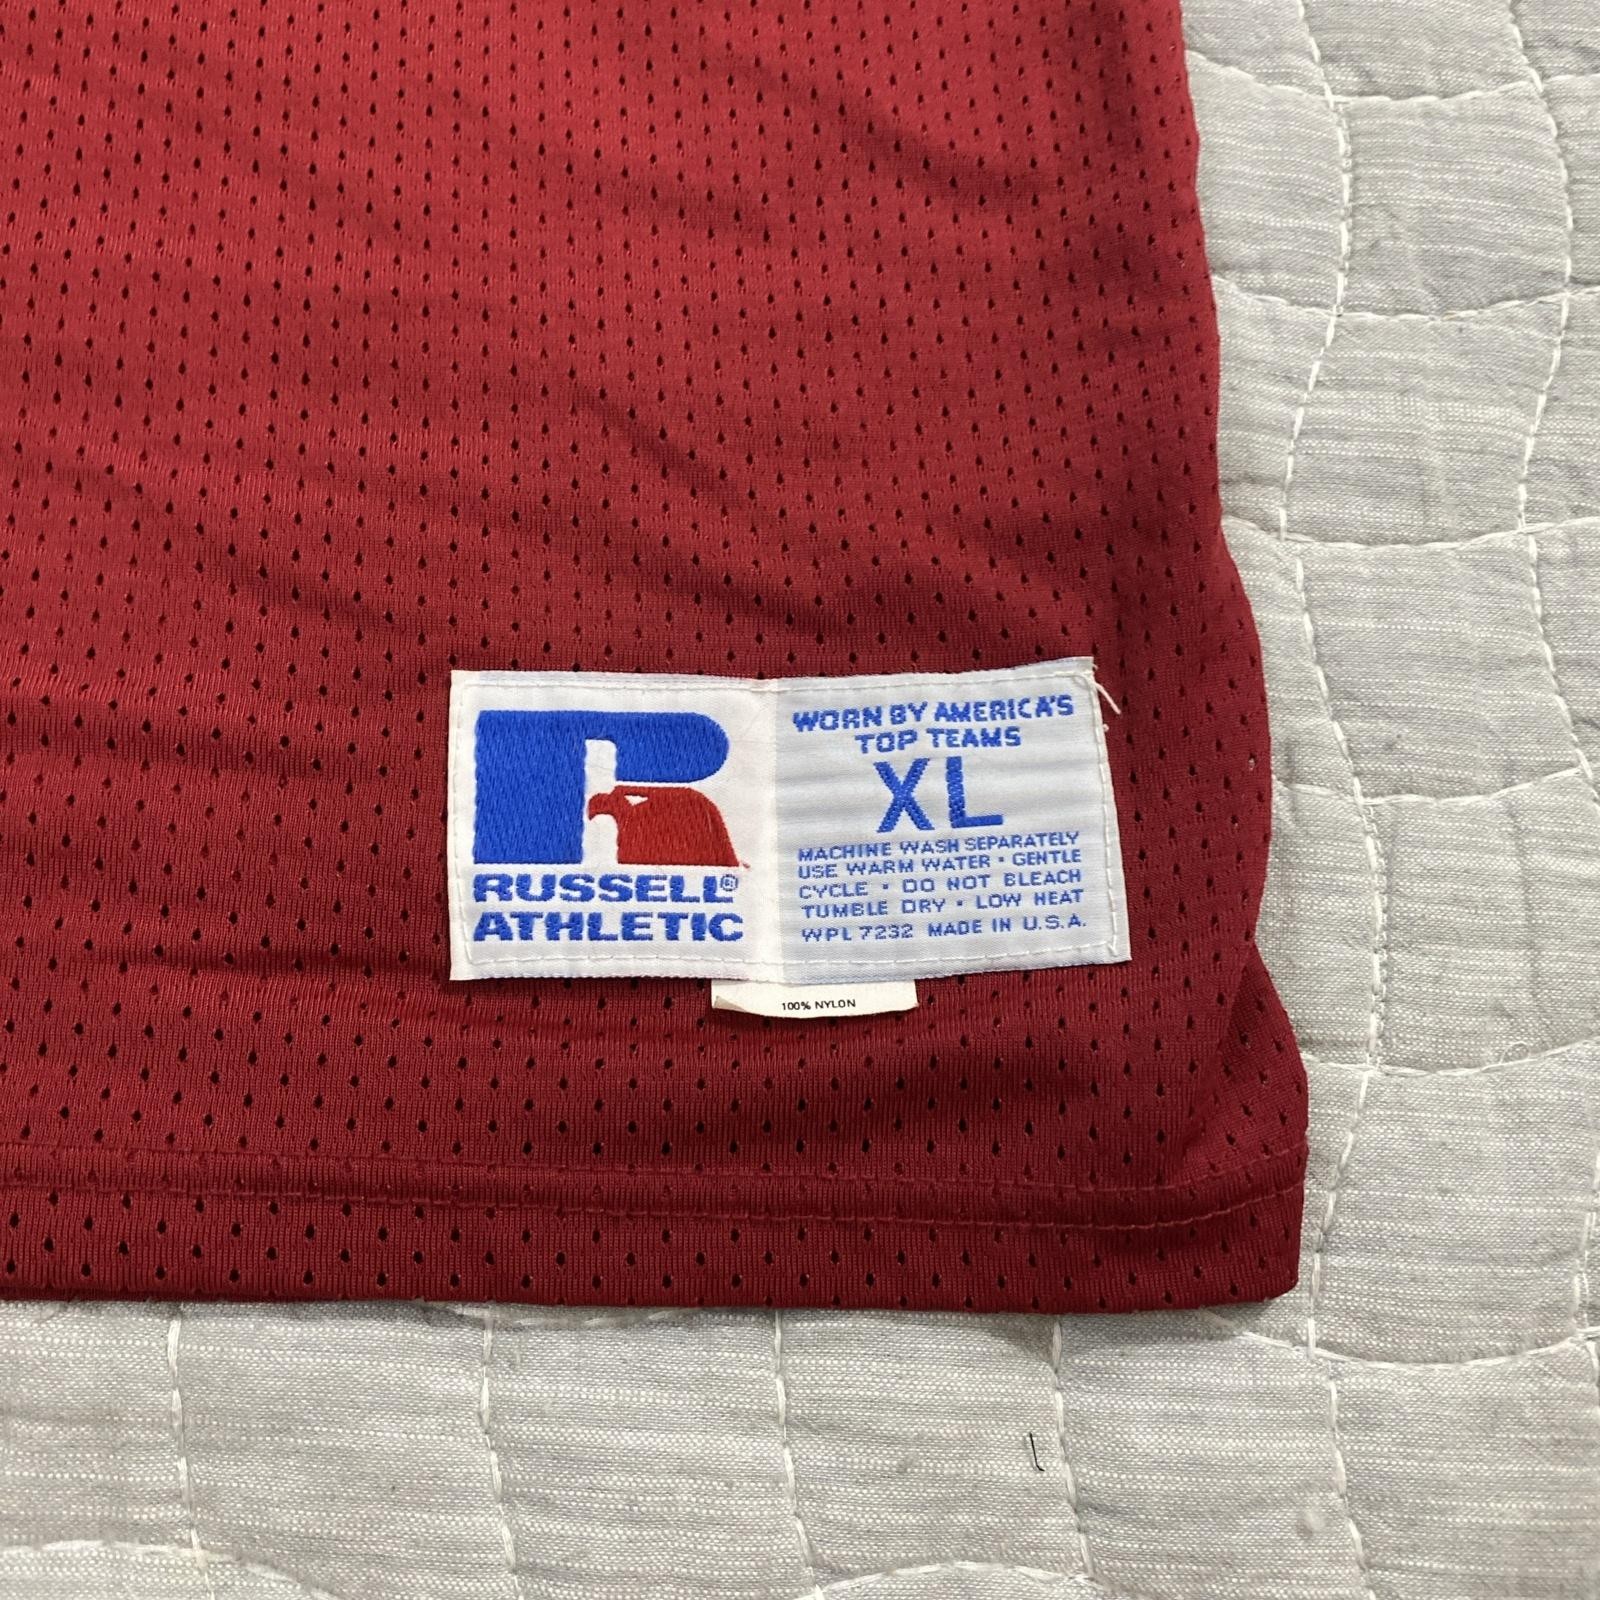 R
RUSSELL®
ATHLETIC
WORN BY AMERICA'S
TOP TEAMS
XL
MACHINE WASH SEPARATELY
USE WARM WATER · GENTLE
CYCLE · DO NOT BLEACH
TUMBLE DRY · LOW HEAT
WPL 7232 MADE IN U.S.A.
100% NYLON